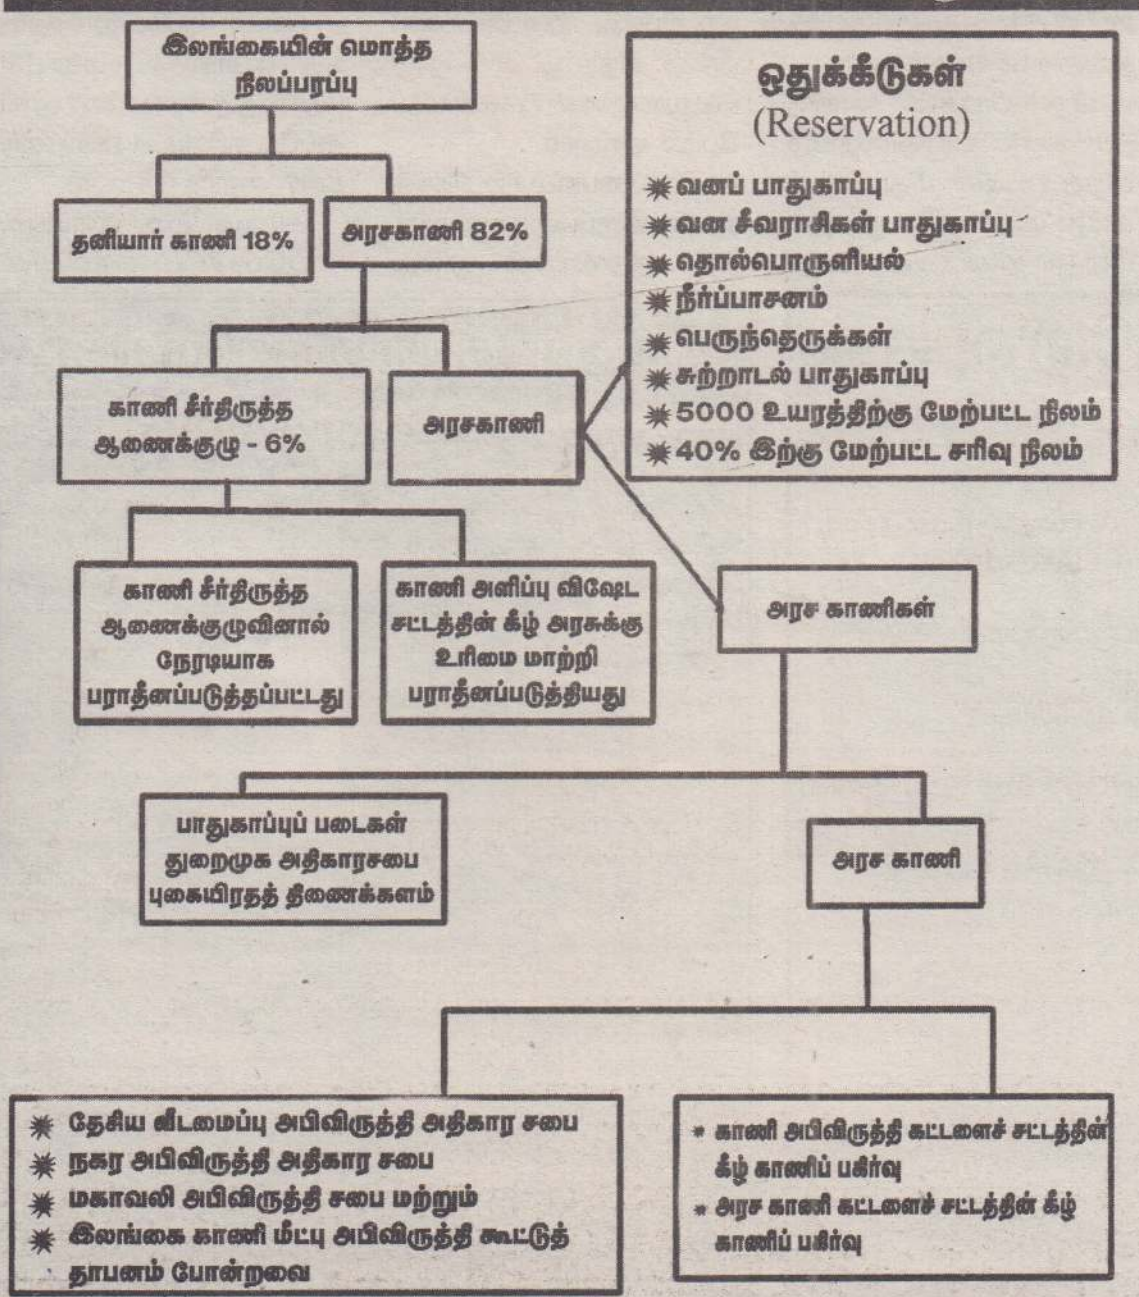 இலங்கையின் மொத்த
நிலப்பரப்பு
ஒதுக்கீடுகள்
(Reservation)
✷ வனப் பாதுகாப்பு
✷ வன சீவராசிகள் பாதுகாப்பு
✷ தொல்பொருளியல்
✷ நீர்ப்பாசனம்
✷ பெருந்தெருக்கள்
✷ சுற்றாடல் பாதுகாப்பு
✷ 5000 உயரத்திற்கு மேற்பட்ட நிலம்
✷ 40% இற்கு மேற்பட்ட சரிவு நிலம்
தனியார் காணி 18%
அரசகாணி 82%
காணி சீர்திருத்த
ஆணைக்குழு - 6%
அரசகாணி
காணி சீர்திருத்த
ஆணைக்குழுவினால்
நேரடியாக
பராதீனப்படுத்தப்பட்டது
காணி அளிப்பு விஷேட
சட்டத்தின் கீழ் அரசுக்கு
உரிமை மாற்றி
பராதீனப்படுத்தியது
அரச காணிகள்
பாதுகாப்புப் படைகள்
துறைமுக அதிகாரசபை
புகையிரதத் திணைக்களம்
அரச காணி
✷ தேசிய வீடமைப்பு அபிவிருத்தி அதிகார சபை
✷ நகர அபிவிருத்தி அதிகார சபை
✷ மகாவலி அபிவிருத்தி சபை மற்றும்
✷ இலங்கை காணி மீட்பு அபிவிருத்தி கூட்டுத்
தாபனம் போன்றவை
* காணி அபிவிருத்தி கட்டளைச் சட்டத்தின்
கீழ் காணிப் பகிர்வு
* அரச காணி கட்டளைச் சட்டத்தின் கீழ்
காணிப் பகிர்வு